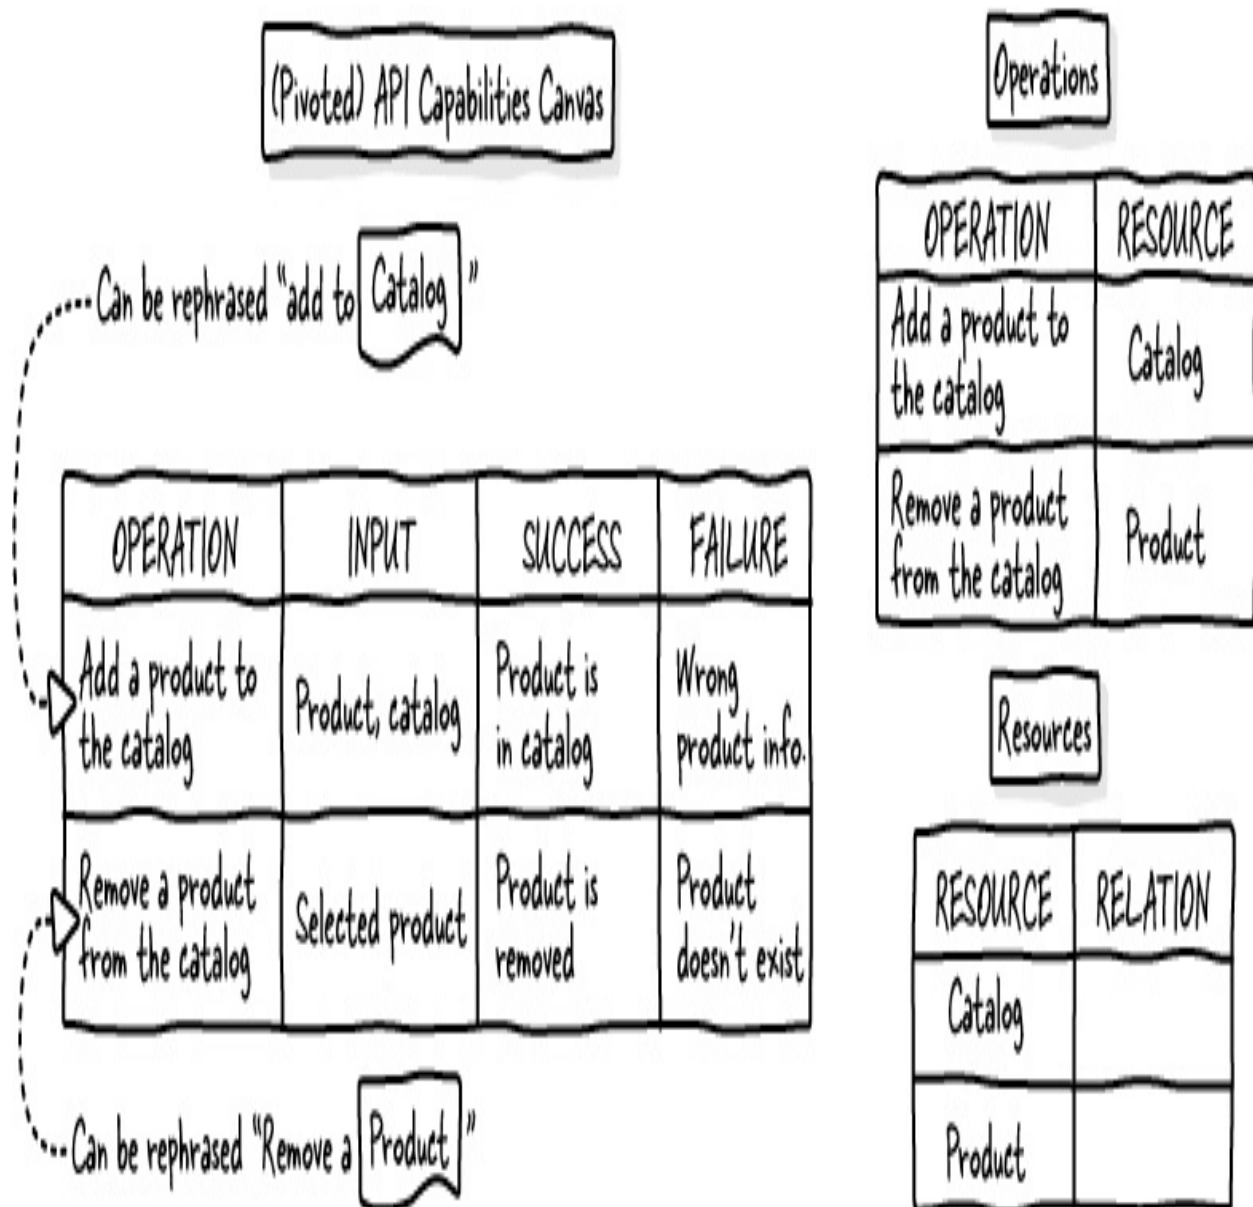 (Pivoted) API Capabilities Canvas
Can be rephrased "add to Catalog"
OPERATION INPUT SUCCESS FAILURE
Add a product to
the catalog
Product, catalog
Product is
in catalog
Wrong
product info.
Remove a product
from the catalog
Selected product
Product is
removed
Product
doesn't exist
Can be rephrased "Remove a Product"
Operations
OPERATION RESOURCE
Add a product to
the catalog
Catalog
Remove a product
from the catalog
Product
Resources
RESOURCE RELATION
Catalog
Product